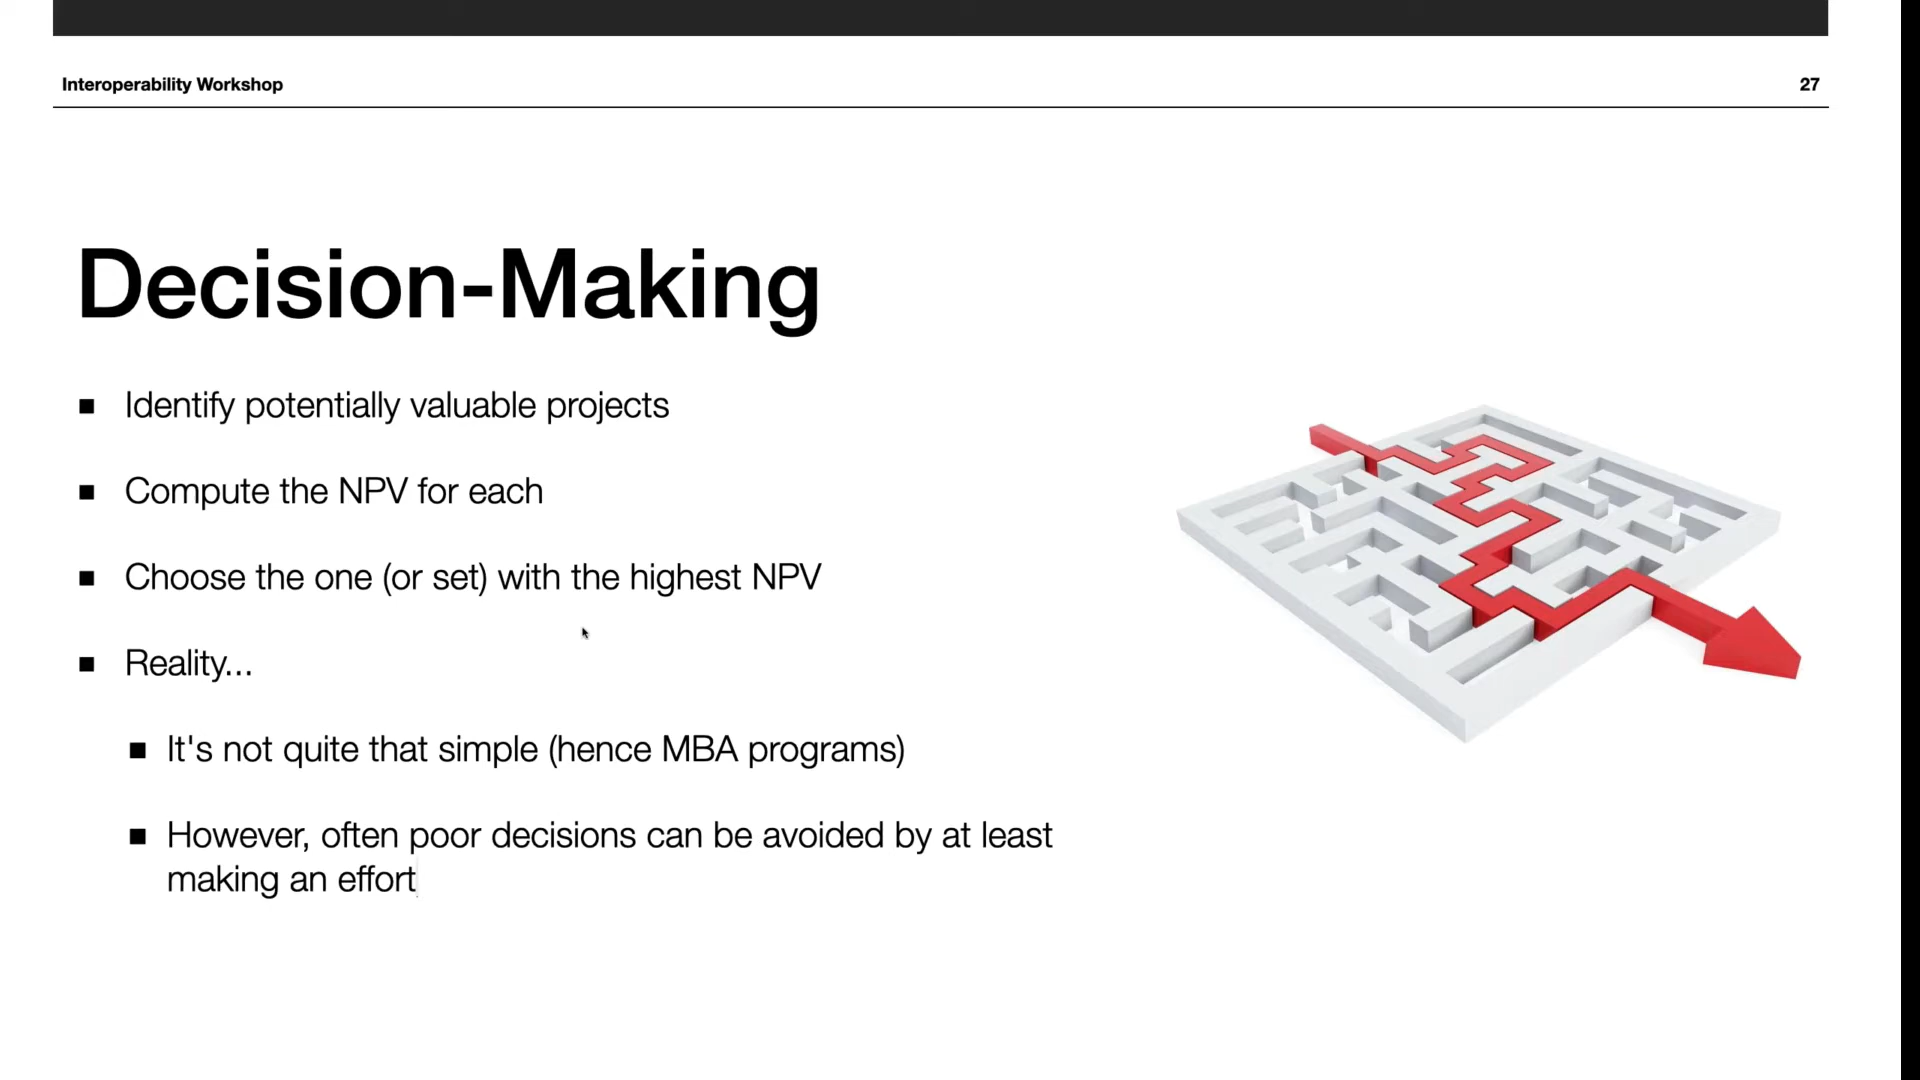 Interoperability Workshop
27
Decision-Making
■ Identify potentially valuable projects
■ Compute the NPV for each
■ Choose the one (or set) with the highest NPV
■ Reality...
■ It's not quite that simple (hence MBA programs)
■ However, often poor decisions can be avoided by at least
making an effort